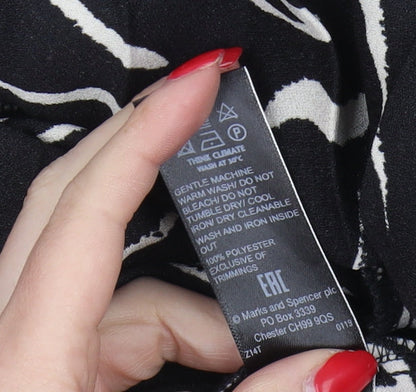 P
THINK CLIMATE
WASH AT 30°C
GENTLE MACHINE
WARM WASH/ DO NOT
BLEACH/ DO NOT
TUMBLE DRY/ COOL
IRON/ DRY CLEANABLE
WASH AND IRON INSIDE
OUT
100% POLYESTER
EXCLUSIVE OF
TRIMMINGS
EAC
© Marks and Spencer plc
PO Box 3339
Chester CH99 9QS
Z14T
0119